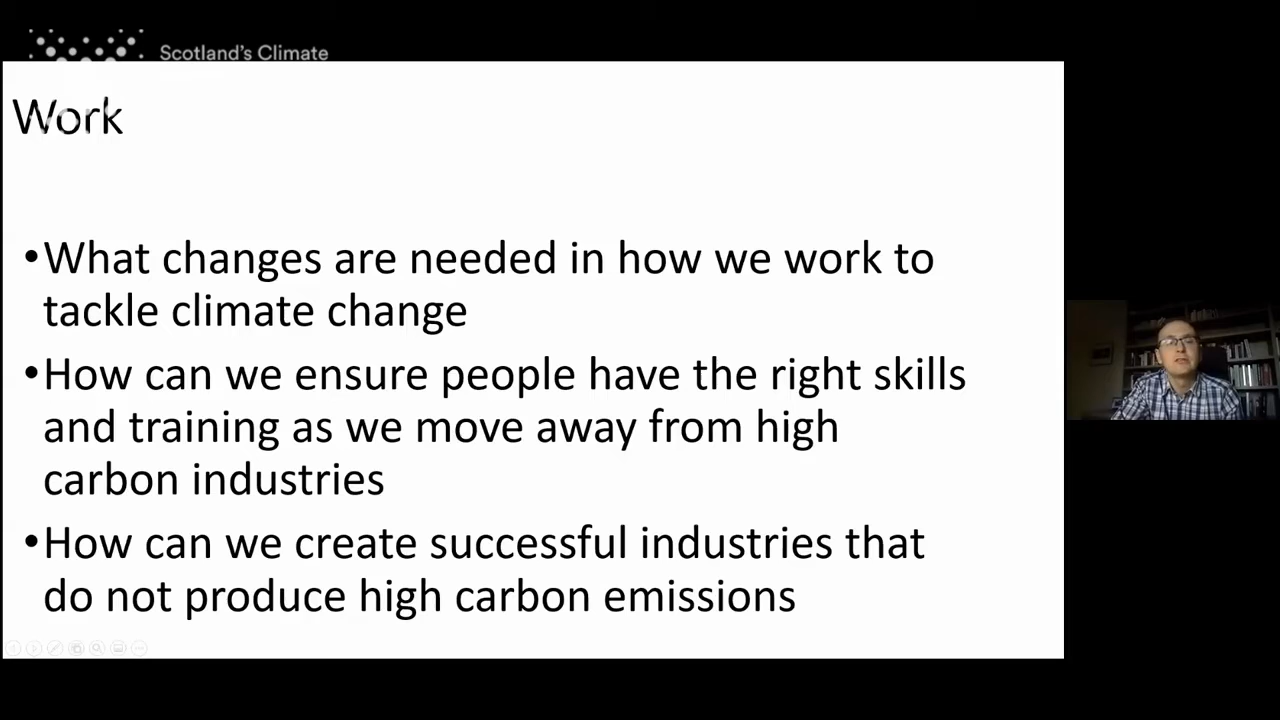 Scotland's Climate
Work
•What changes are needed in how we work to
tackle climate change
•How can we ensure people have the right skills
and training as we move away from high
carbon industries
•How can we create successful industries that
do not produce high carbon emissions